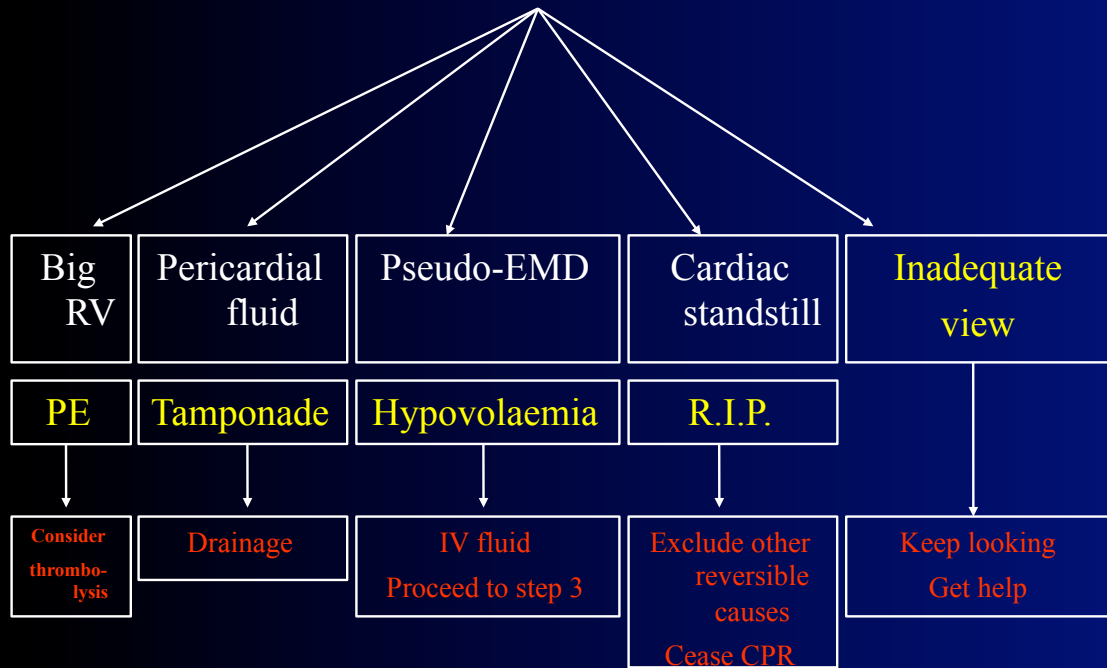 Big
RV
Pericardial
fluid
Pseudo-EMD
Cardiac
standstill
Inadequate
view
PE
Tamponade
Hypovolaemia
R.I.P.
Consider
thrombo-
lysis
Drainage
IV fluid
Proceed to step 3
Exclude other
reversible
causes
Cease CPR
Keep looking
Get help